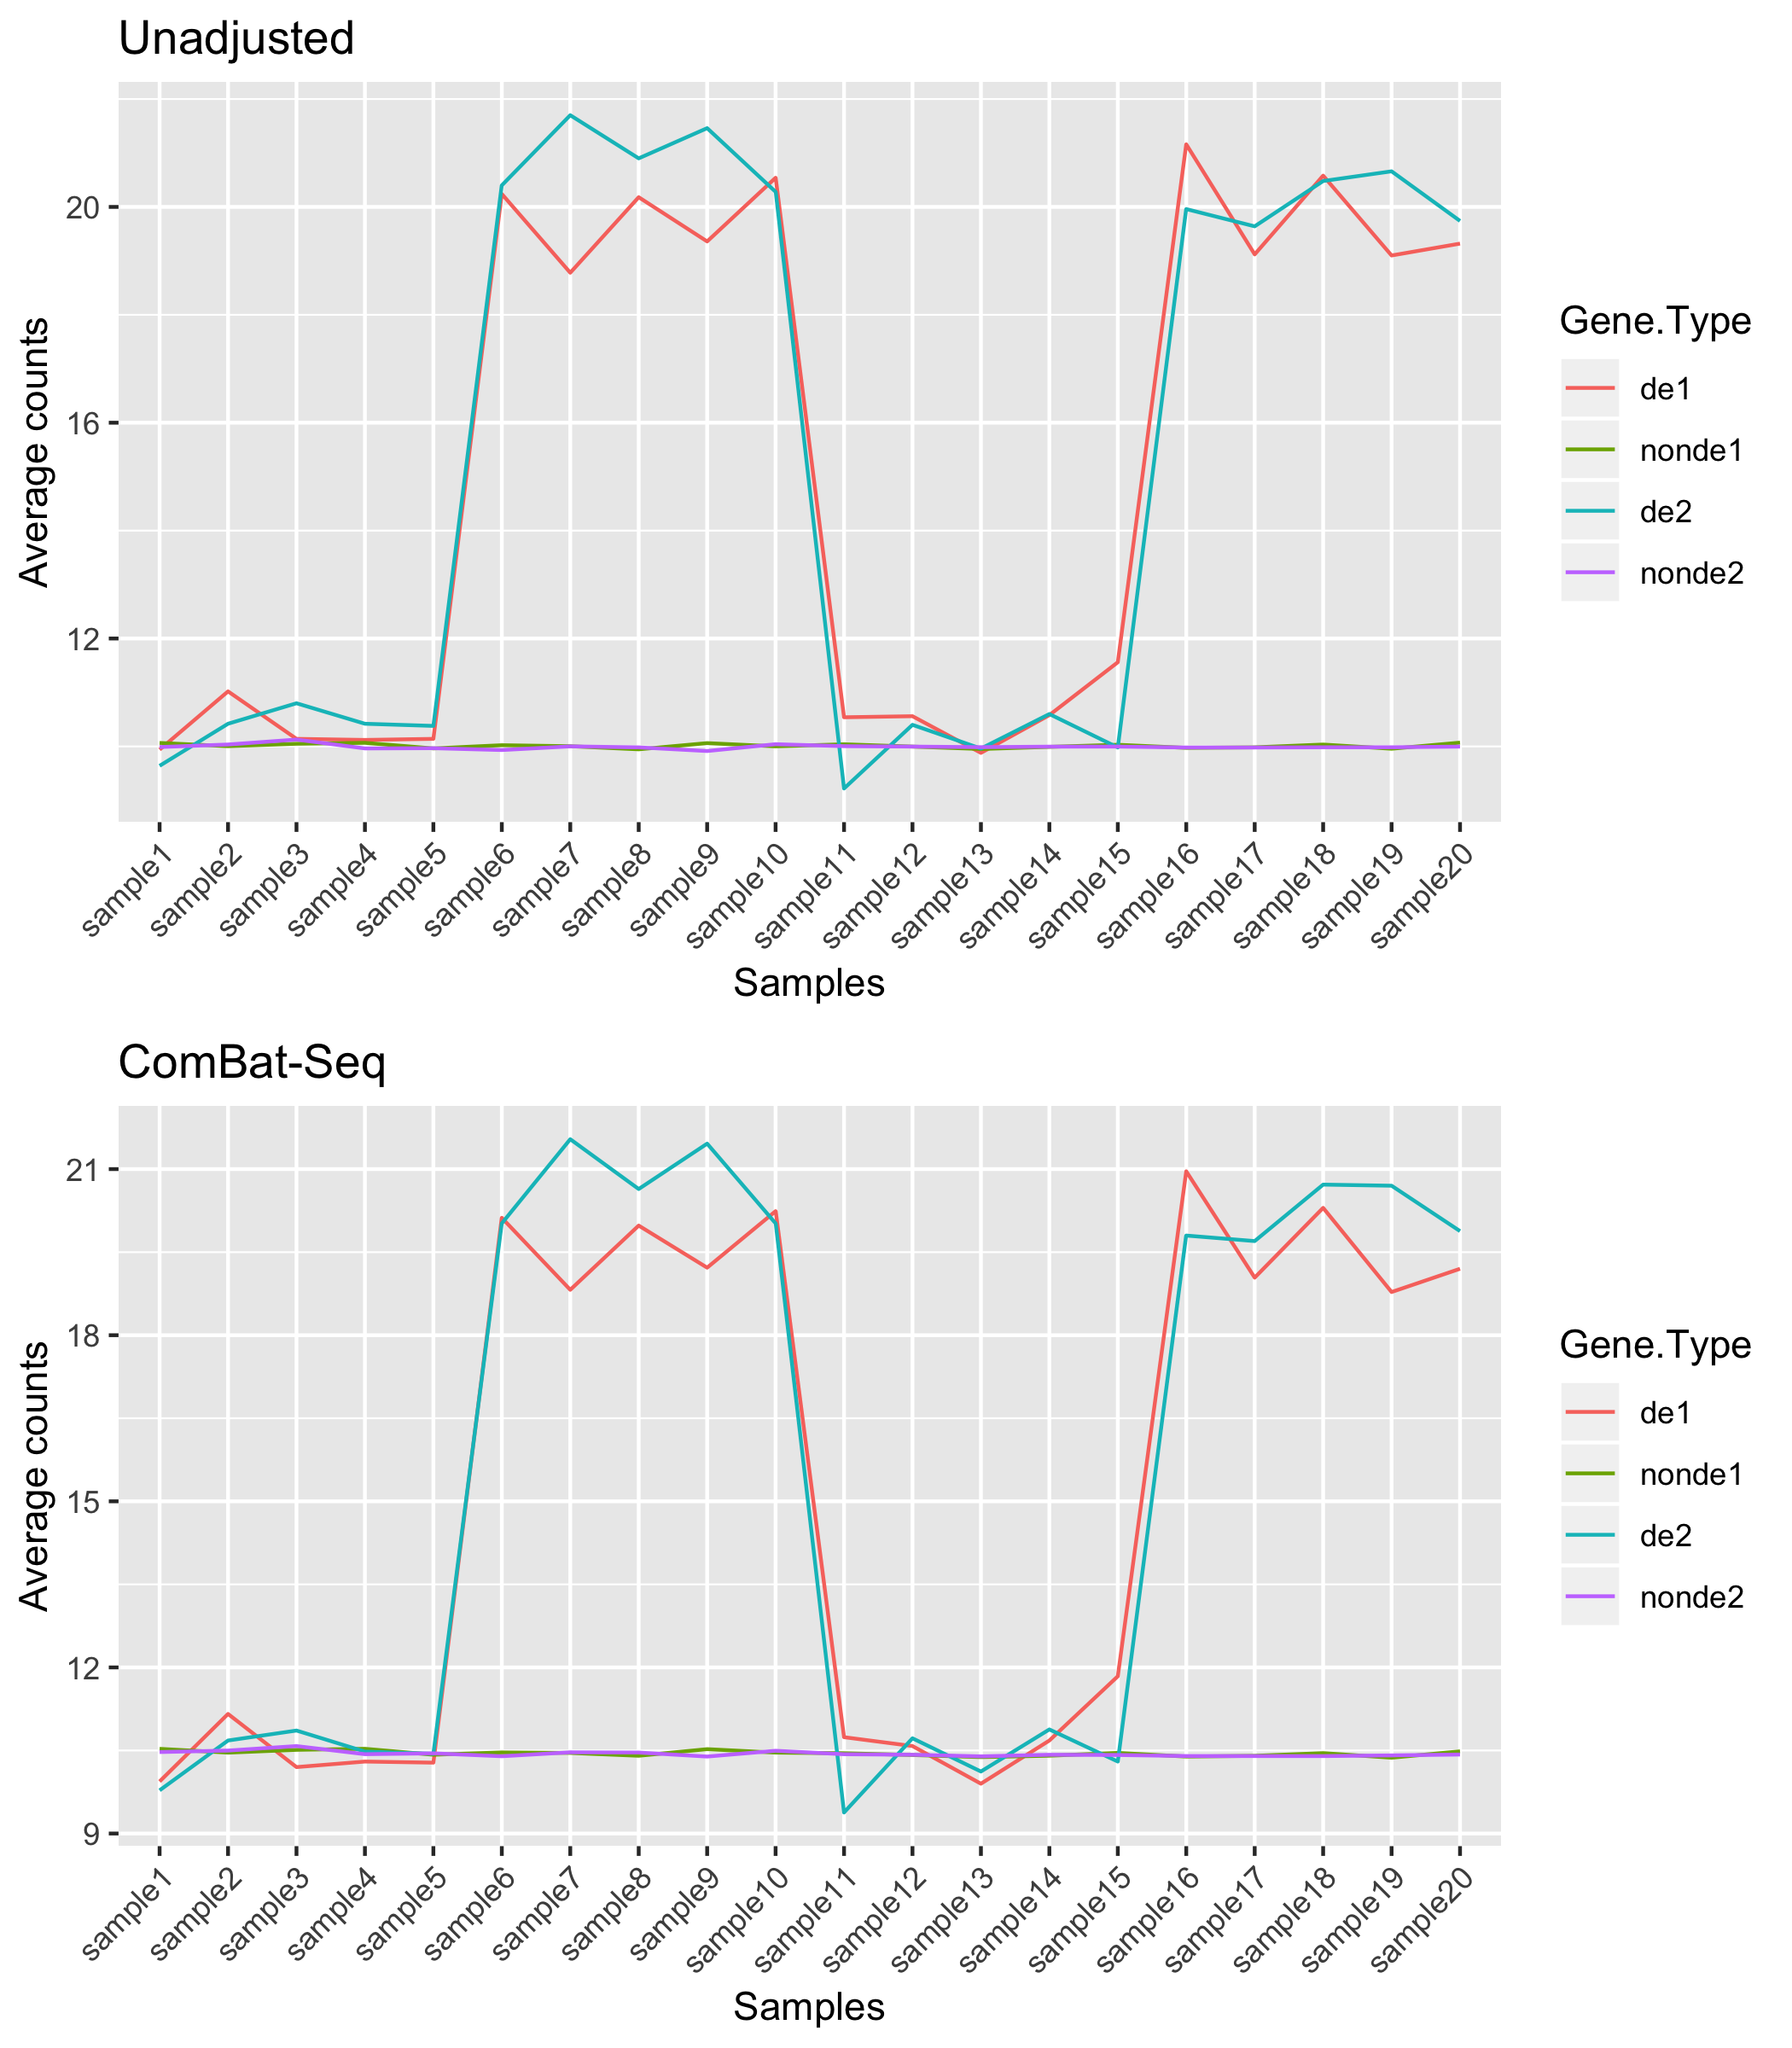 Unadjusted
Average counts
20
16
12
sample1
sample2
sample3
sample4
sample5
sample6
sample7
sample8
sample9
sample10
sample11
sample12
sample13
sample14
sample15
sample16
sample17
sample18
sample19
sample20
Samples
Gene.Type
de1
nonde1
de2
nonde2
ComBat-Seq
Average counts
21
18
15
12
9
sample1
sample2
sample3
sample4
sample5
sample6
sample7
sample8
sample9
sample10
sample11
sample12
sample13
sample14
sample15
sample16
sample17
sample18
sample19
sample20
Samples
Gene.Type
de1
nonde1
de2
nonde2